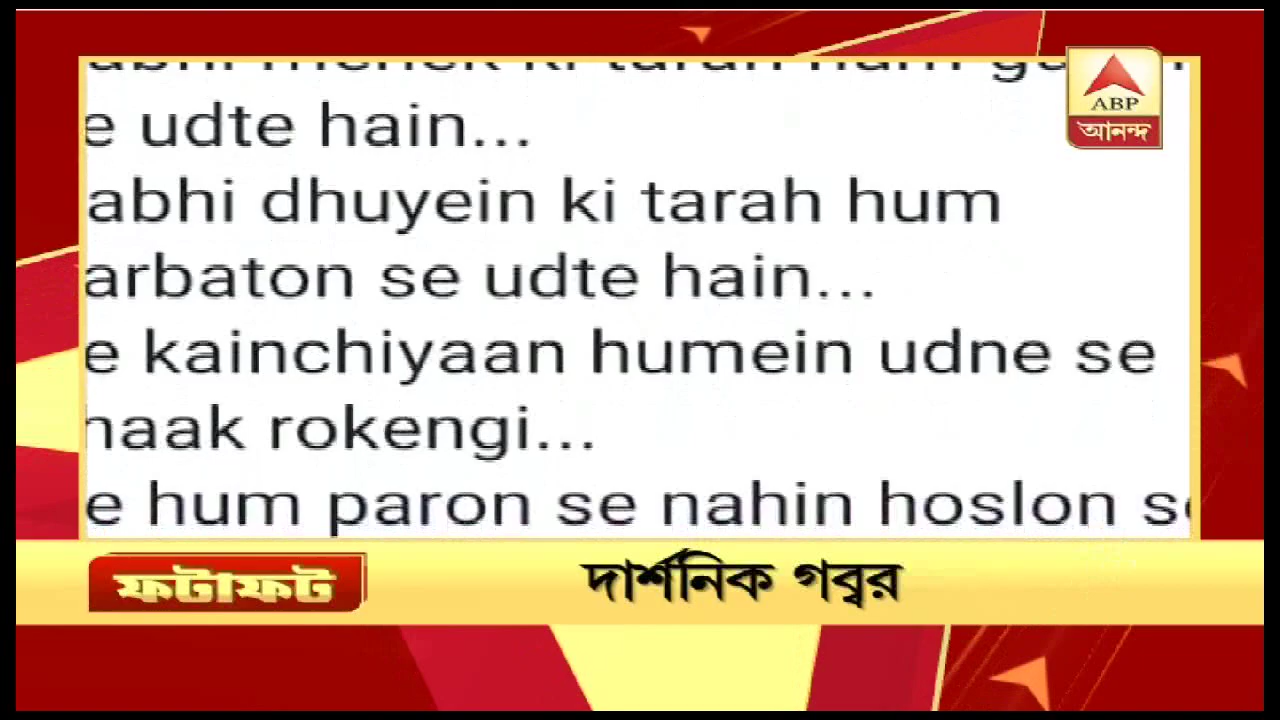 e udte hain...
abhi dhuyein ki tarah hum
arbaton se udte hain...
e kainchiyaan humein udne se
haak rokengi...
e hum paron se nahin hoslon se
ABP
আনন্দ
ফটাফট
দার্শনিক গব্বর